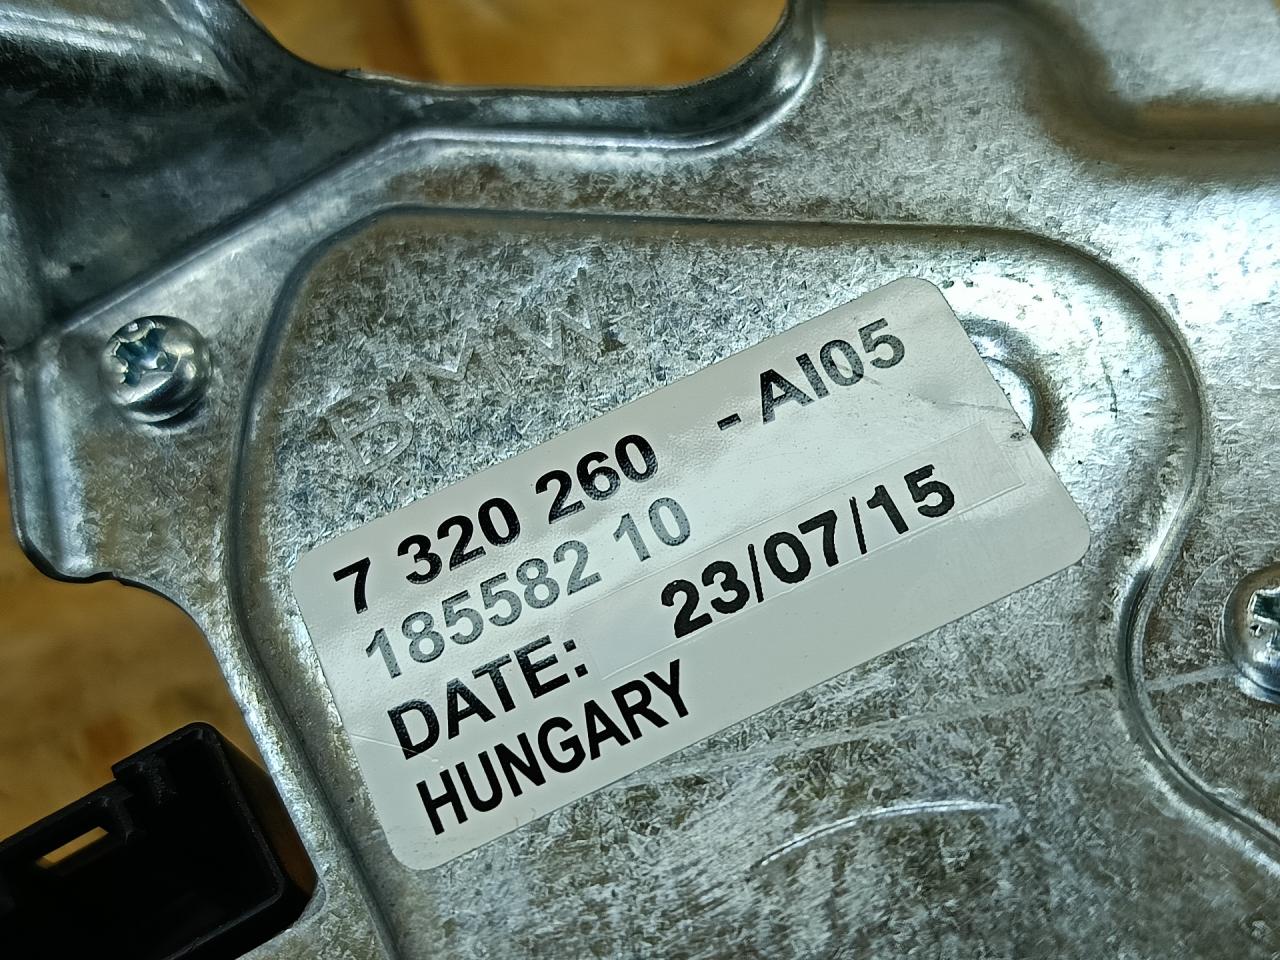 BMW
7 320 260 - AI05
185582 10
DATE: 23/07/15
HUNGARY